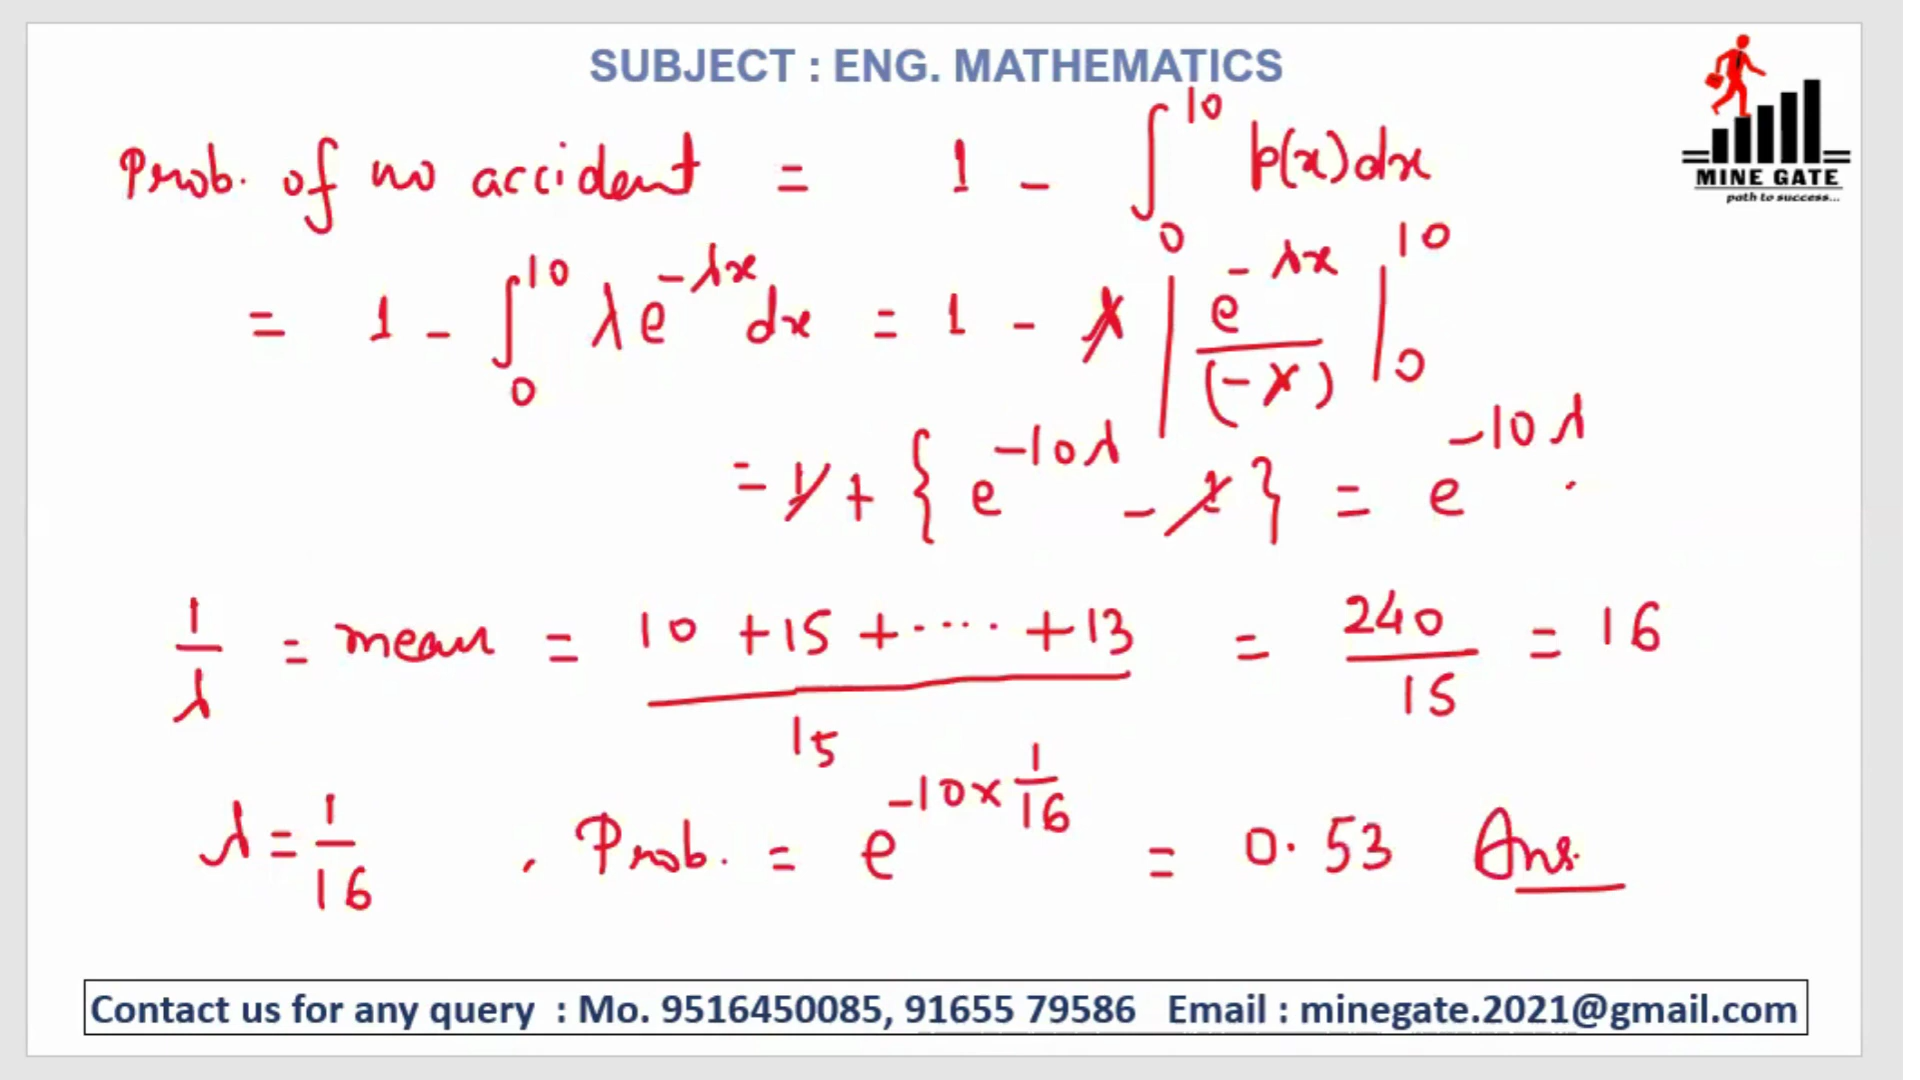 SUBJECT : ENG. MATHEMATICS
MINE GATE
path to success...
Prob. of no accident = 1 - ∫₀¹⁰ p(x)dx
= 1 - ∫₀¹⁰ λe^{-λx} dx = 1 - λ |e^{-λx}/(-λ)|₀¹⁰
= 1 + {e^{-10λ} - 1} = e^{-10λ}.
1/λ = mean = (10 + 15 + ..... + 13)/15 = 240/15 = 16
λ = 1/16 , Prob. = e^{-10×1/16} = 0.53 Ans.
Contact us for any query : Mo. 9516450085, 91655 79586 Email : minegate.2021@gmail.com